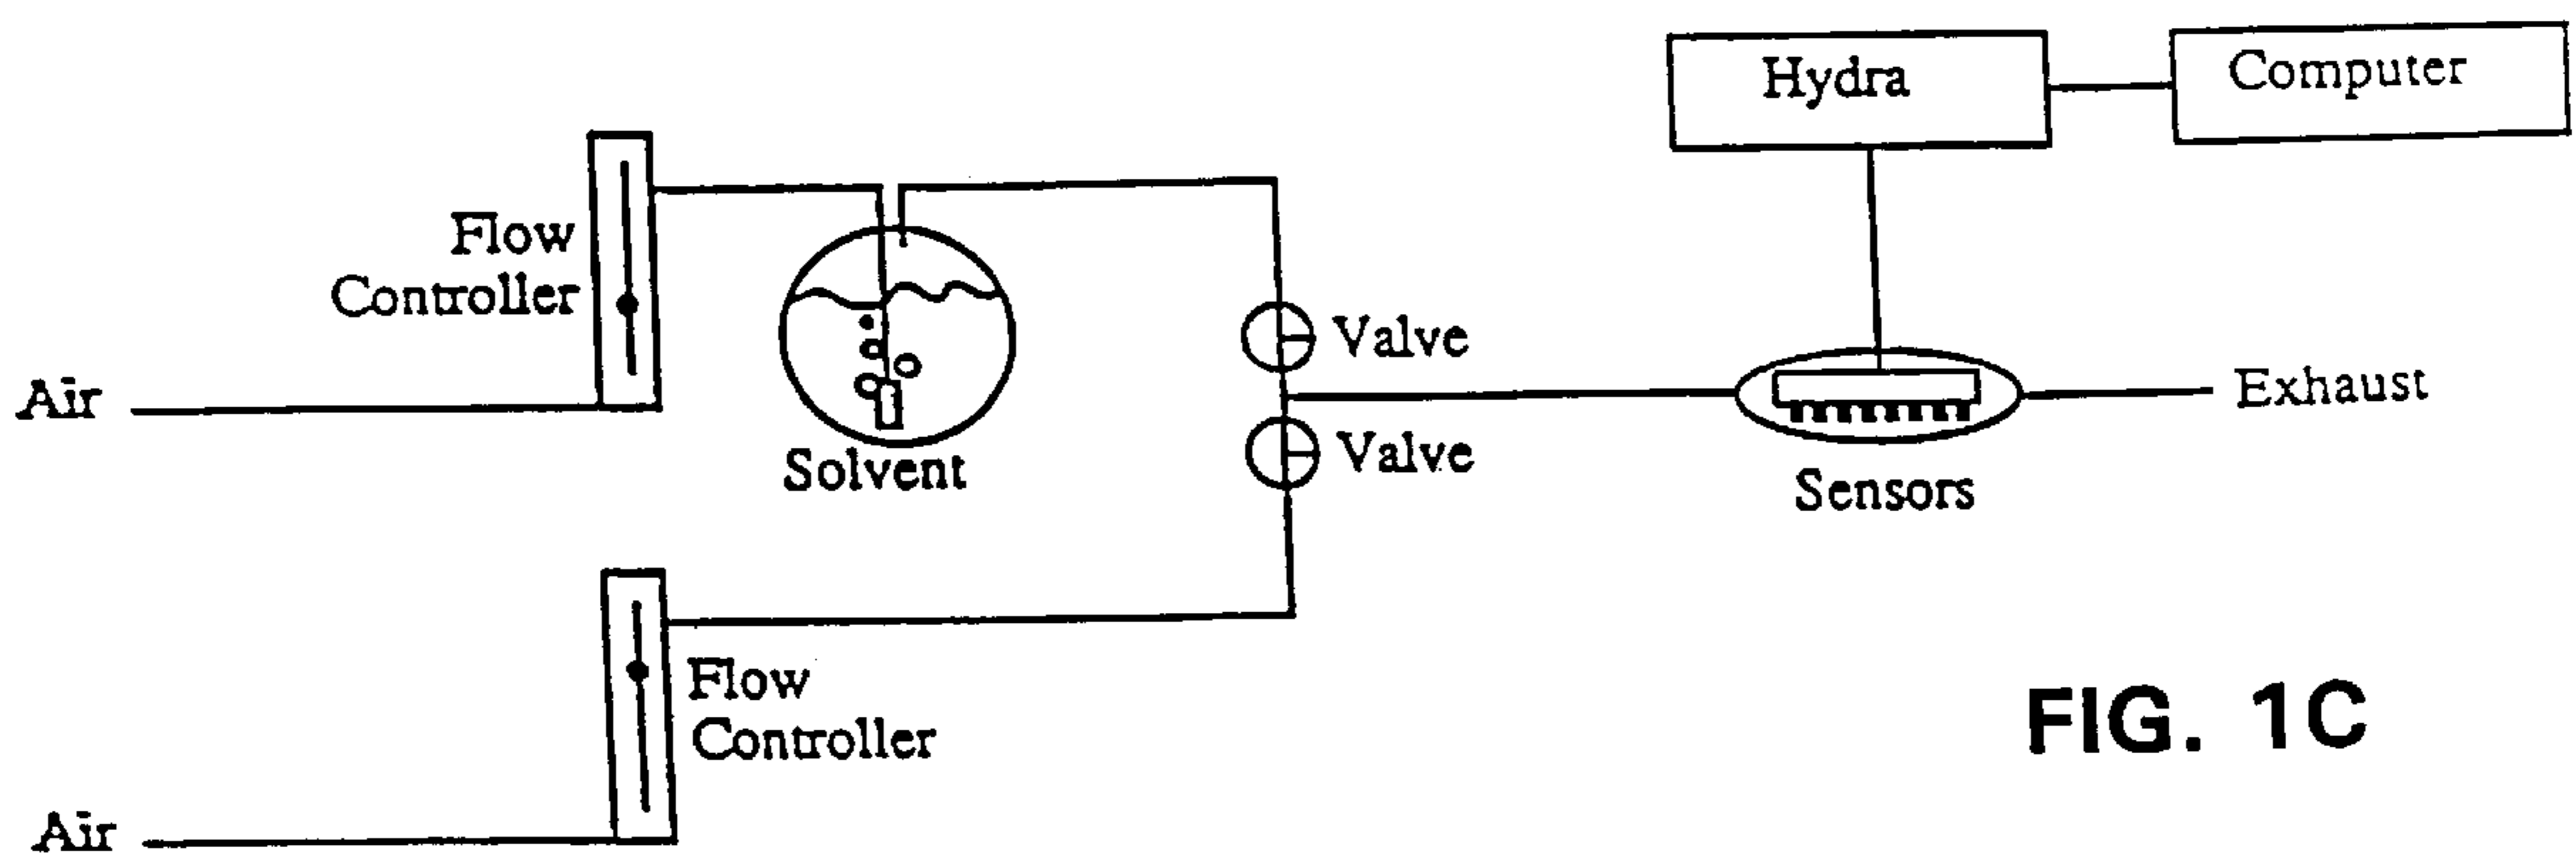 Hydra
Computer
Flow
Controller
Air
Solvent
Valve
Valve
Sensors
Exhaust
Flow
Controller
Air
FIG. 1C